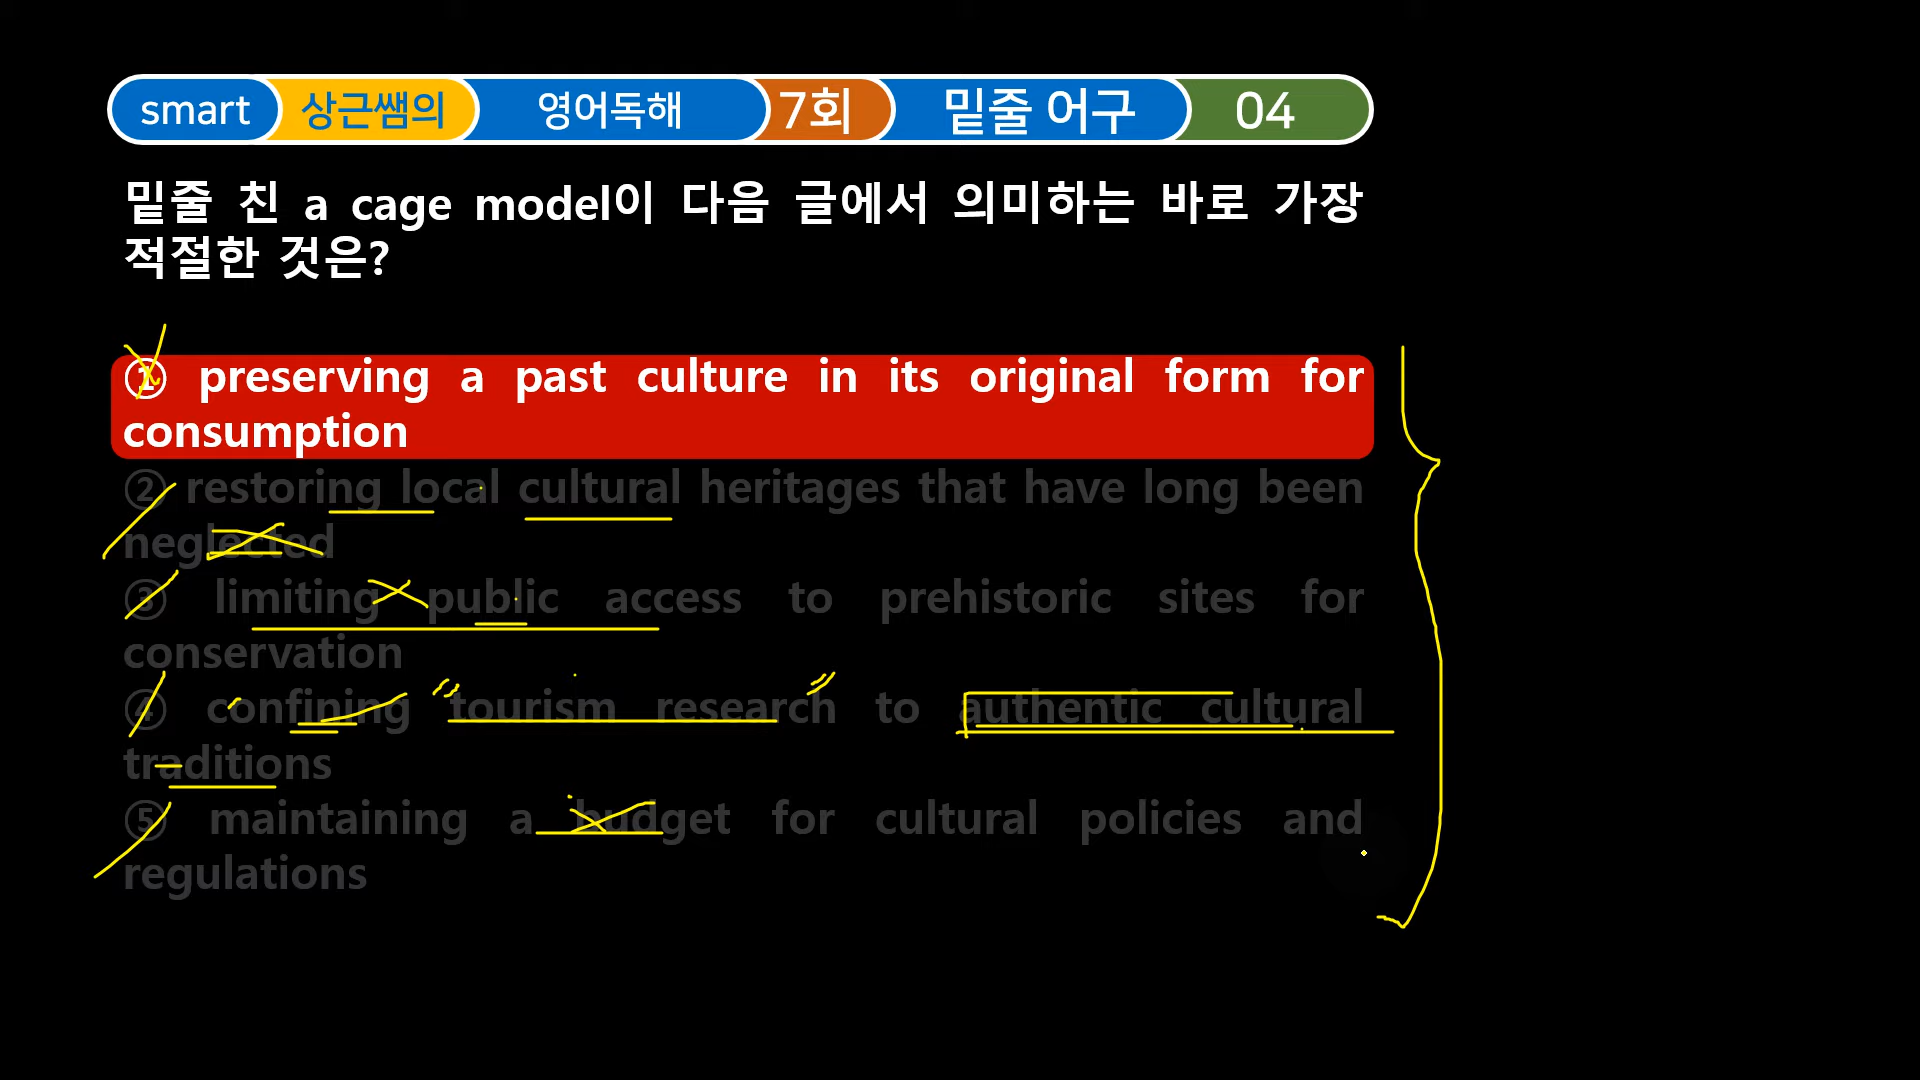 smart 상근쌤의 영어독해 7회 밑줄 어구 04
밑줄 친 a cage model이 다음 글에서 의미하는 바로 가장
적절한 것은?
① preserving a past culture in its original form for
consumption
② restoring local cultural heritages that have long been
neglected
③ limiting public access to prehistoric sites for
conservation
④ confining tourism research to authentic cultural
traditions
⑤ maintaining a budget for cultural policies and
regulations